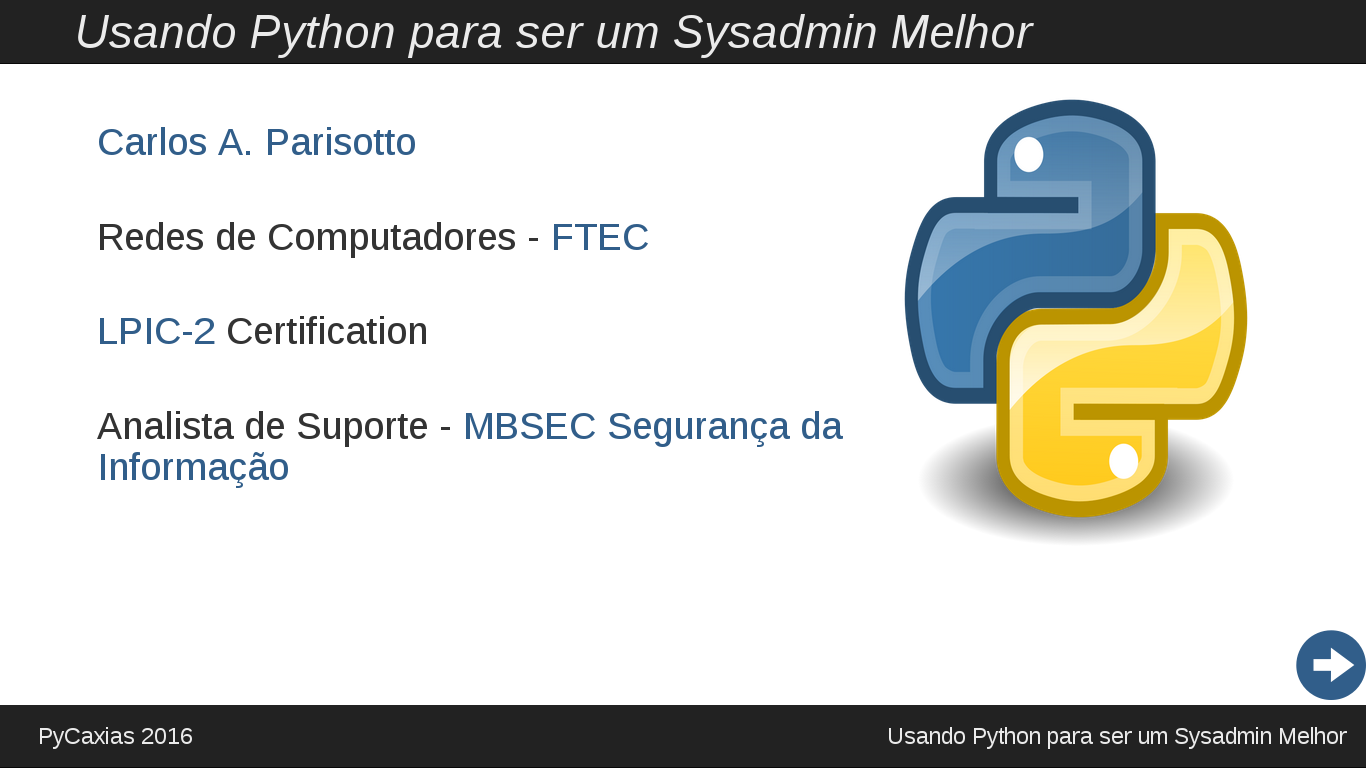 Usando Python para ser um Sysadmin Melhor
Carlos A. Parisotto
Redes de Computadores - FTEC
LPIC-2 Certification
Analista de Suporte - MBSEC Segurança da
Informação
PyCaxias 2016
Usando Python para ser um Sysadmin Melhor